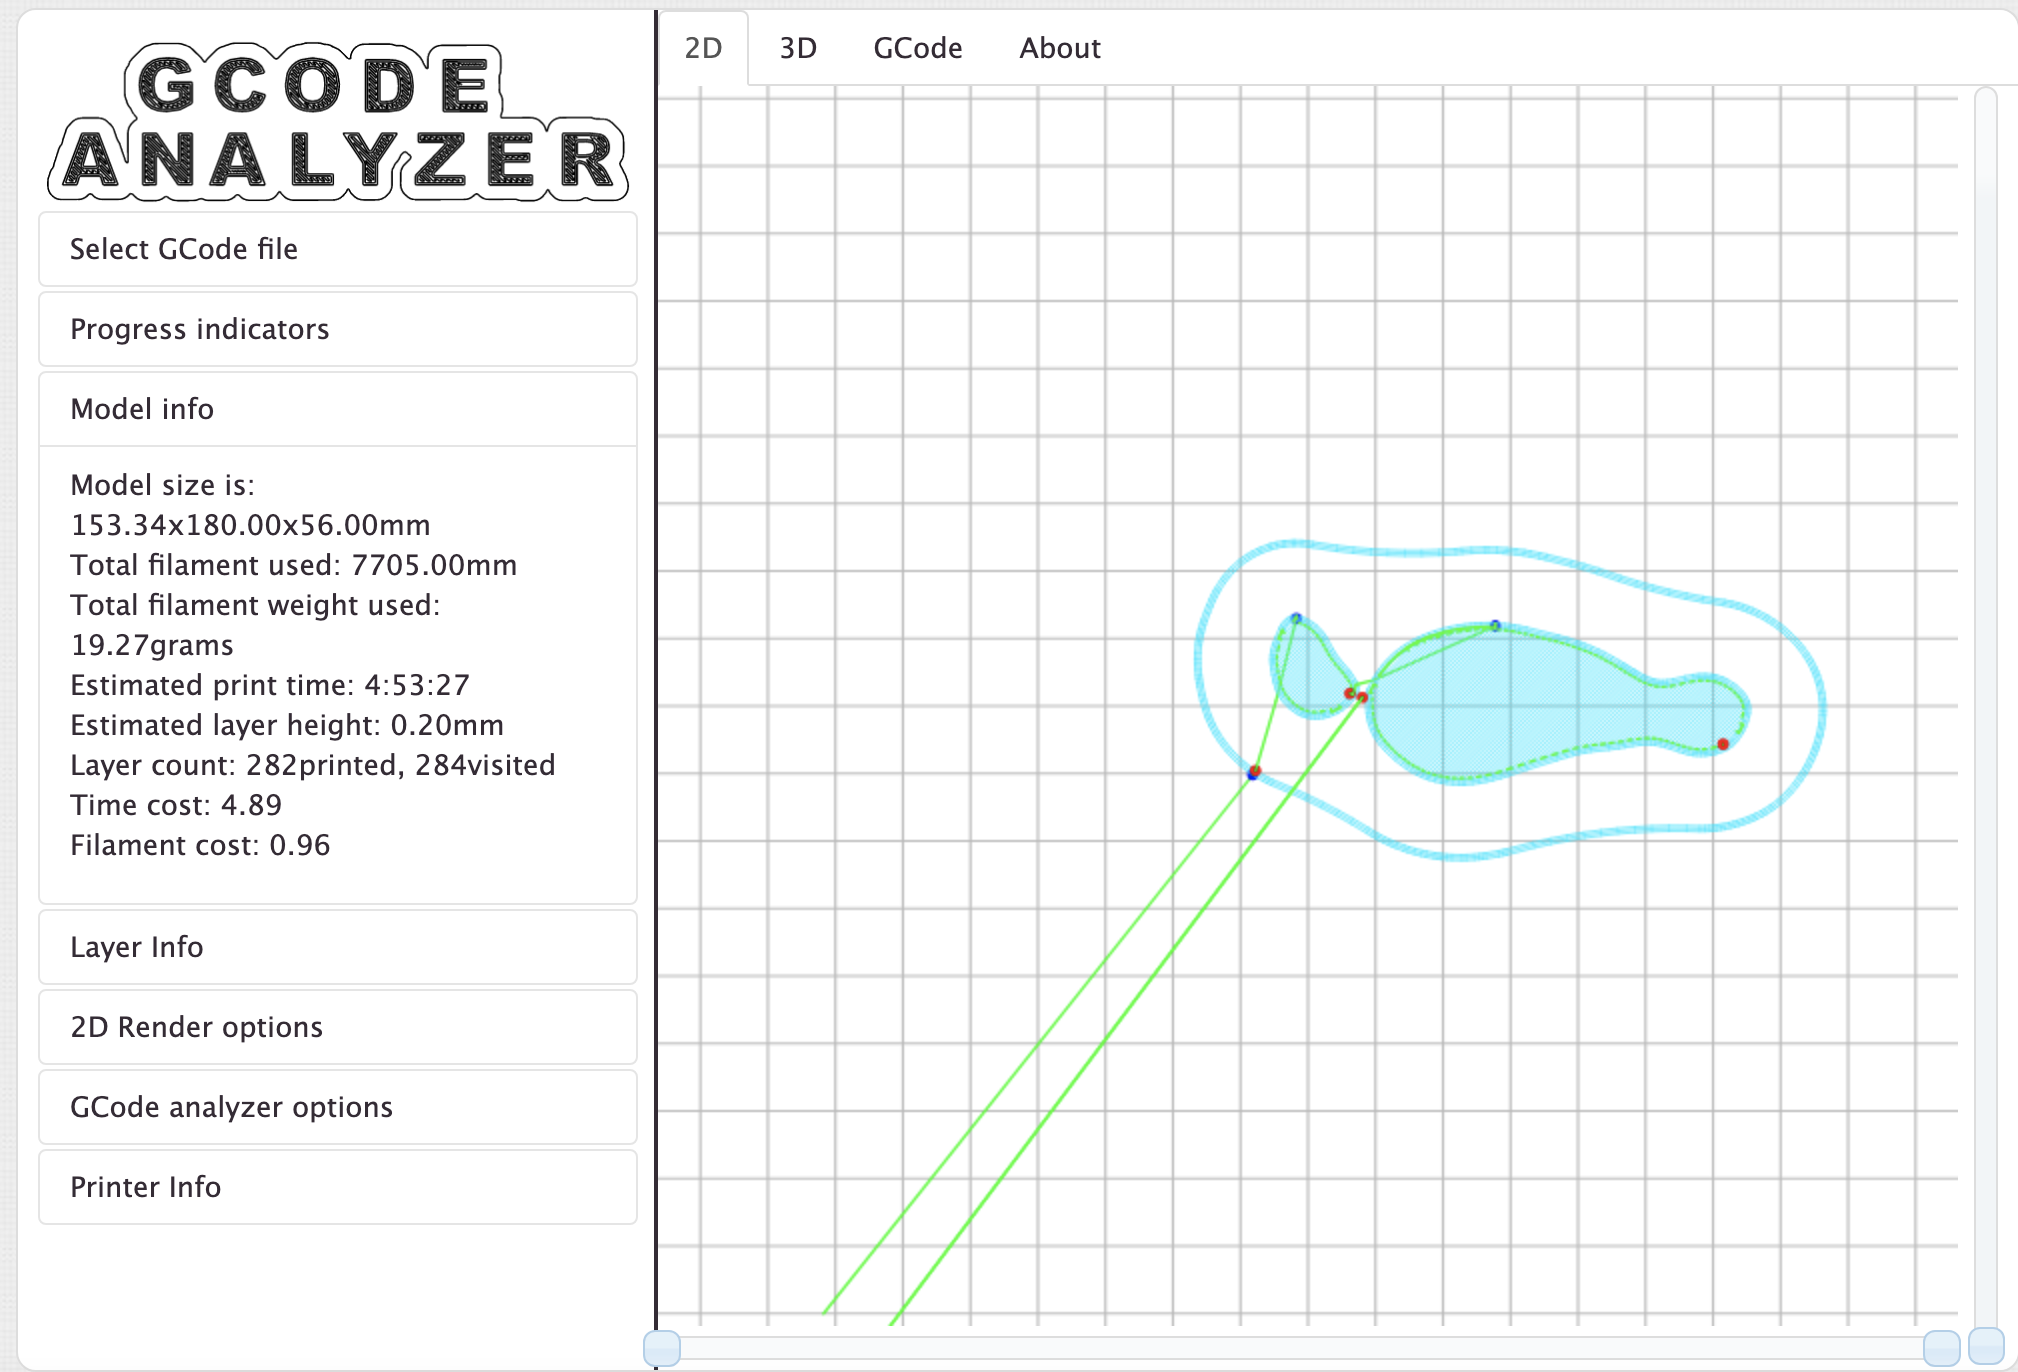 GCODE
ANALYZER
2D
3D
GCode
About
Select GCode file
Progress indicators
Model info
Model size is:
153.34x180.00x56.00mm
Total filament used: 7705.00mm
Total filament weight used:
19.27grams
Estimated print time: 4:53:27
Estimated layer height: 0.20mm
Layer count: 282printed, 284visited
Time cost: 4.89
Filament cost: 0.96
Layer Info
2D Render options
GCode analyzer options
Printer Info